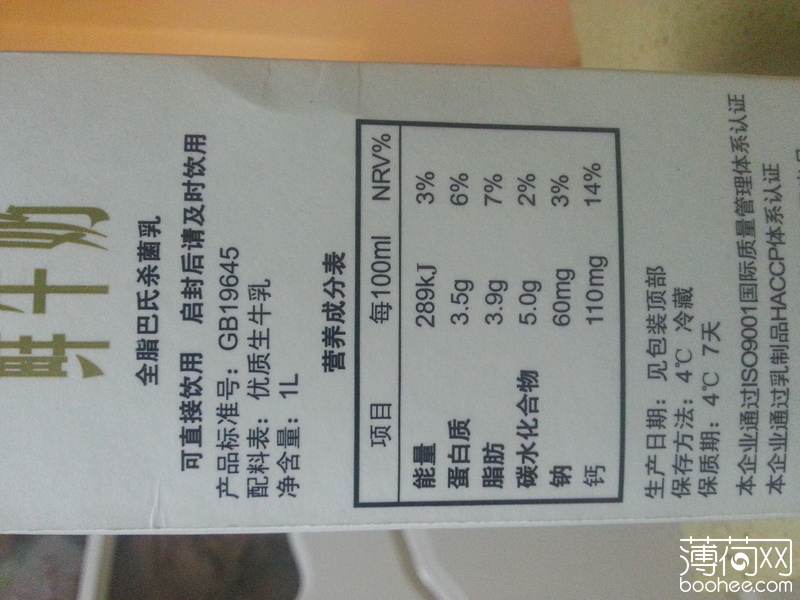 鲜牛奶
全脂巴氏杀菌乳
可直接饮用 启封后请及时饮用
产品标准号：GB19645
配料表：优质生牛乳
净含量：1L
营养成分表
项目 每100ml NRV%
能量 289kJ 3%
蛋白质 3.5g 6%
脂肪 3.9g 7%
碳水化合物 5.0g 2%
钠 60mg 3%
钙 110mg 14%
生产日期：见包装顶部
保存方法：4℃ 冷藏
保质期：4℃ 7天
本企业通过ISO9001国际质量管理体系认证
本企业通过乳制品HACCP体系认证
薄荷网
boohee.com